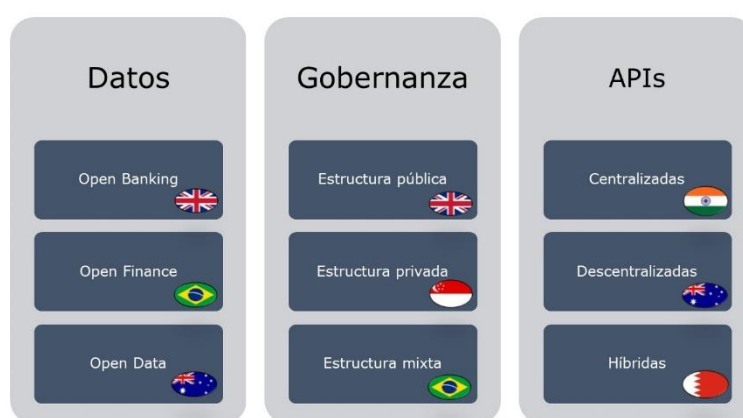 Datos
Open Banking
Open Finance
Open Data
Gobernanza
Estructura pública
Estructura privada
Estructura mixta
APIs
Centralizadas
Descentralizadas
Híbridas